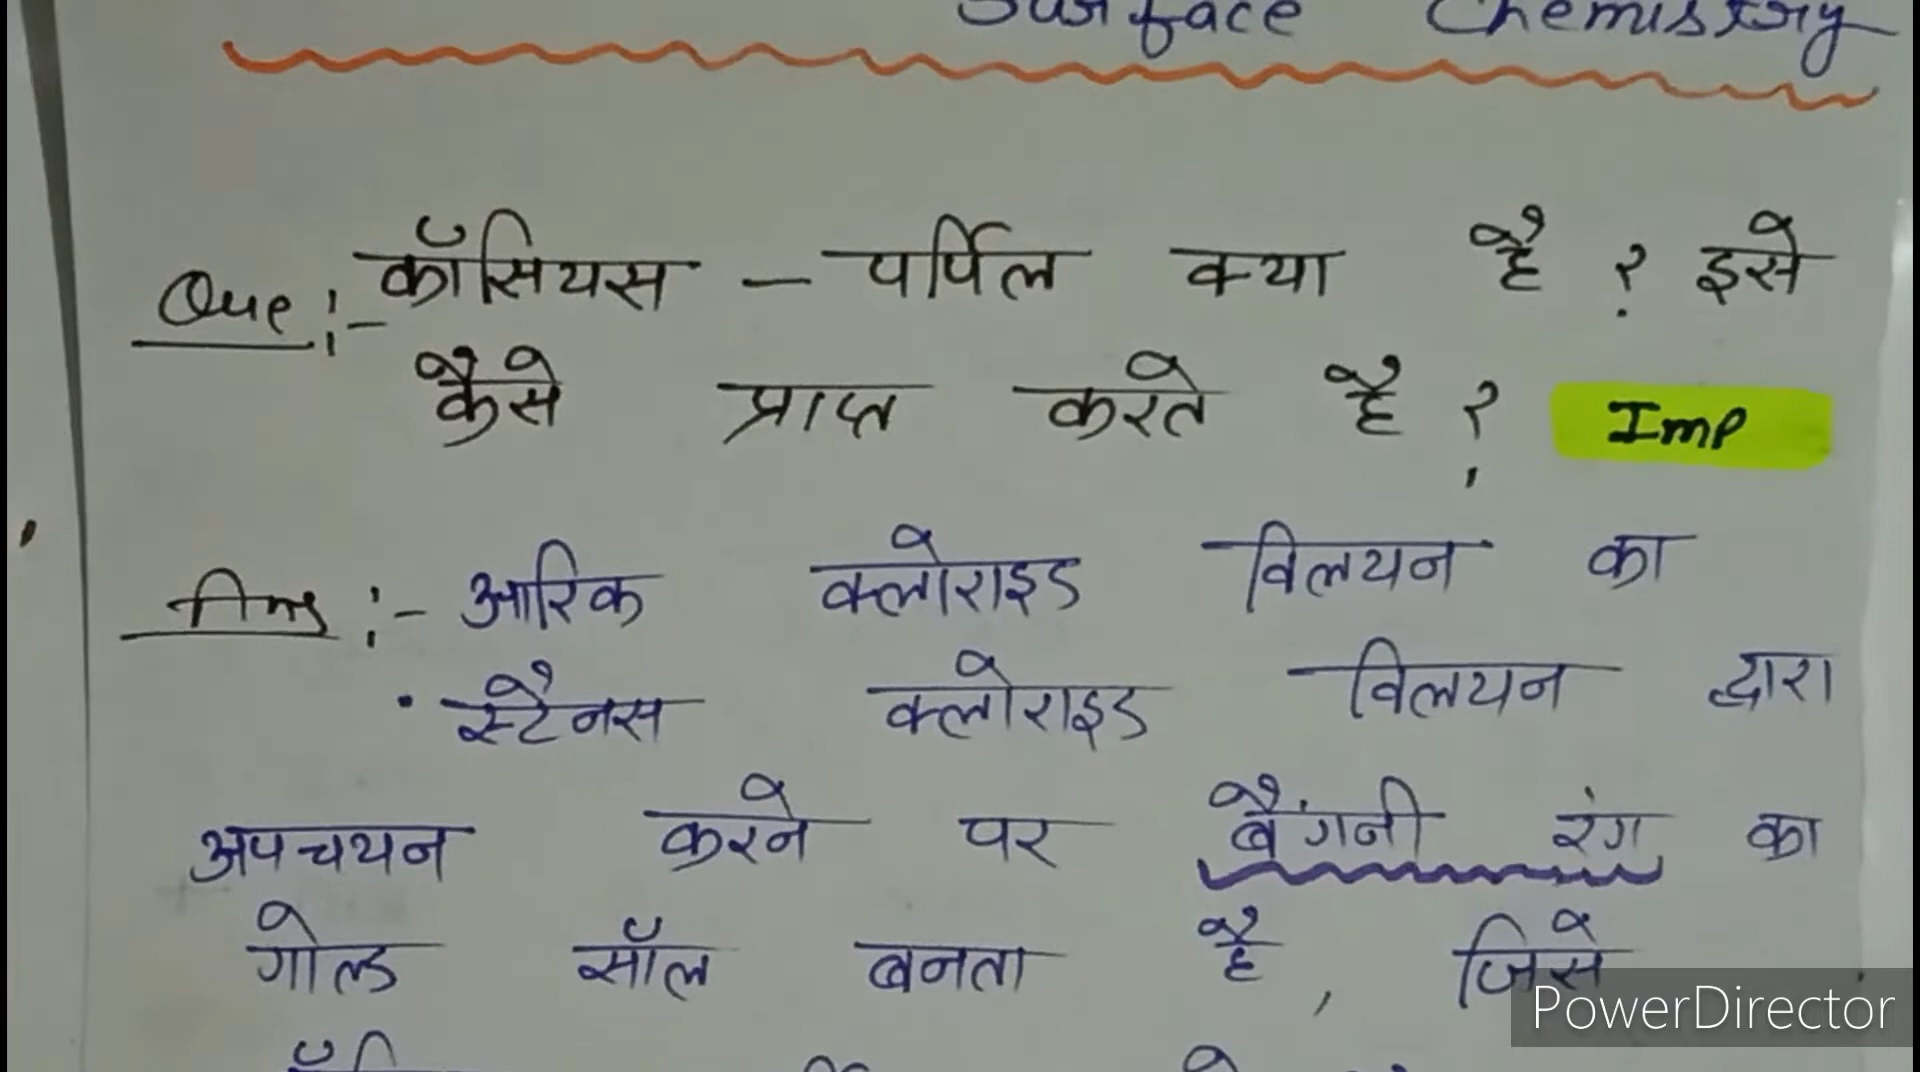 Surface Chemistry
Que:- कॉसियस - पर्पिल क्या है ? इसे
कैसे प्राप्त करते है ? Imp
Ans :- आरिक क्लोराइड विलयन का
स्टैनस क्लोराइड विलयन द्वारा
अपचयन करने पर बैंगनी रंग का
गोल्ड सॉल बनता है , जिसे
PowerDirector